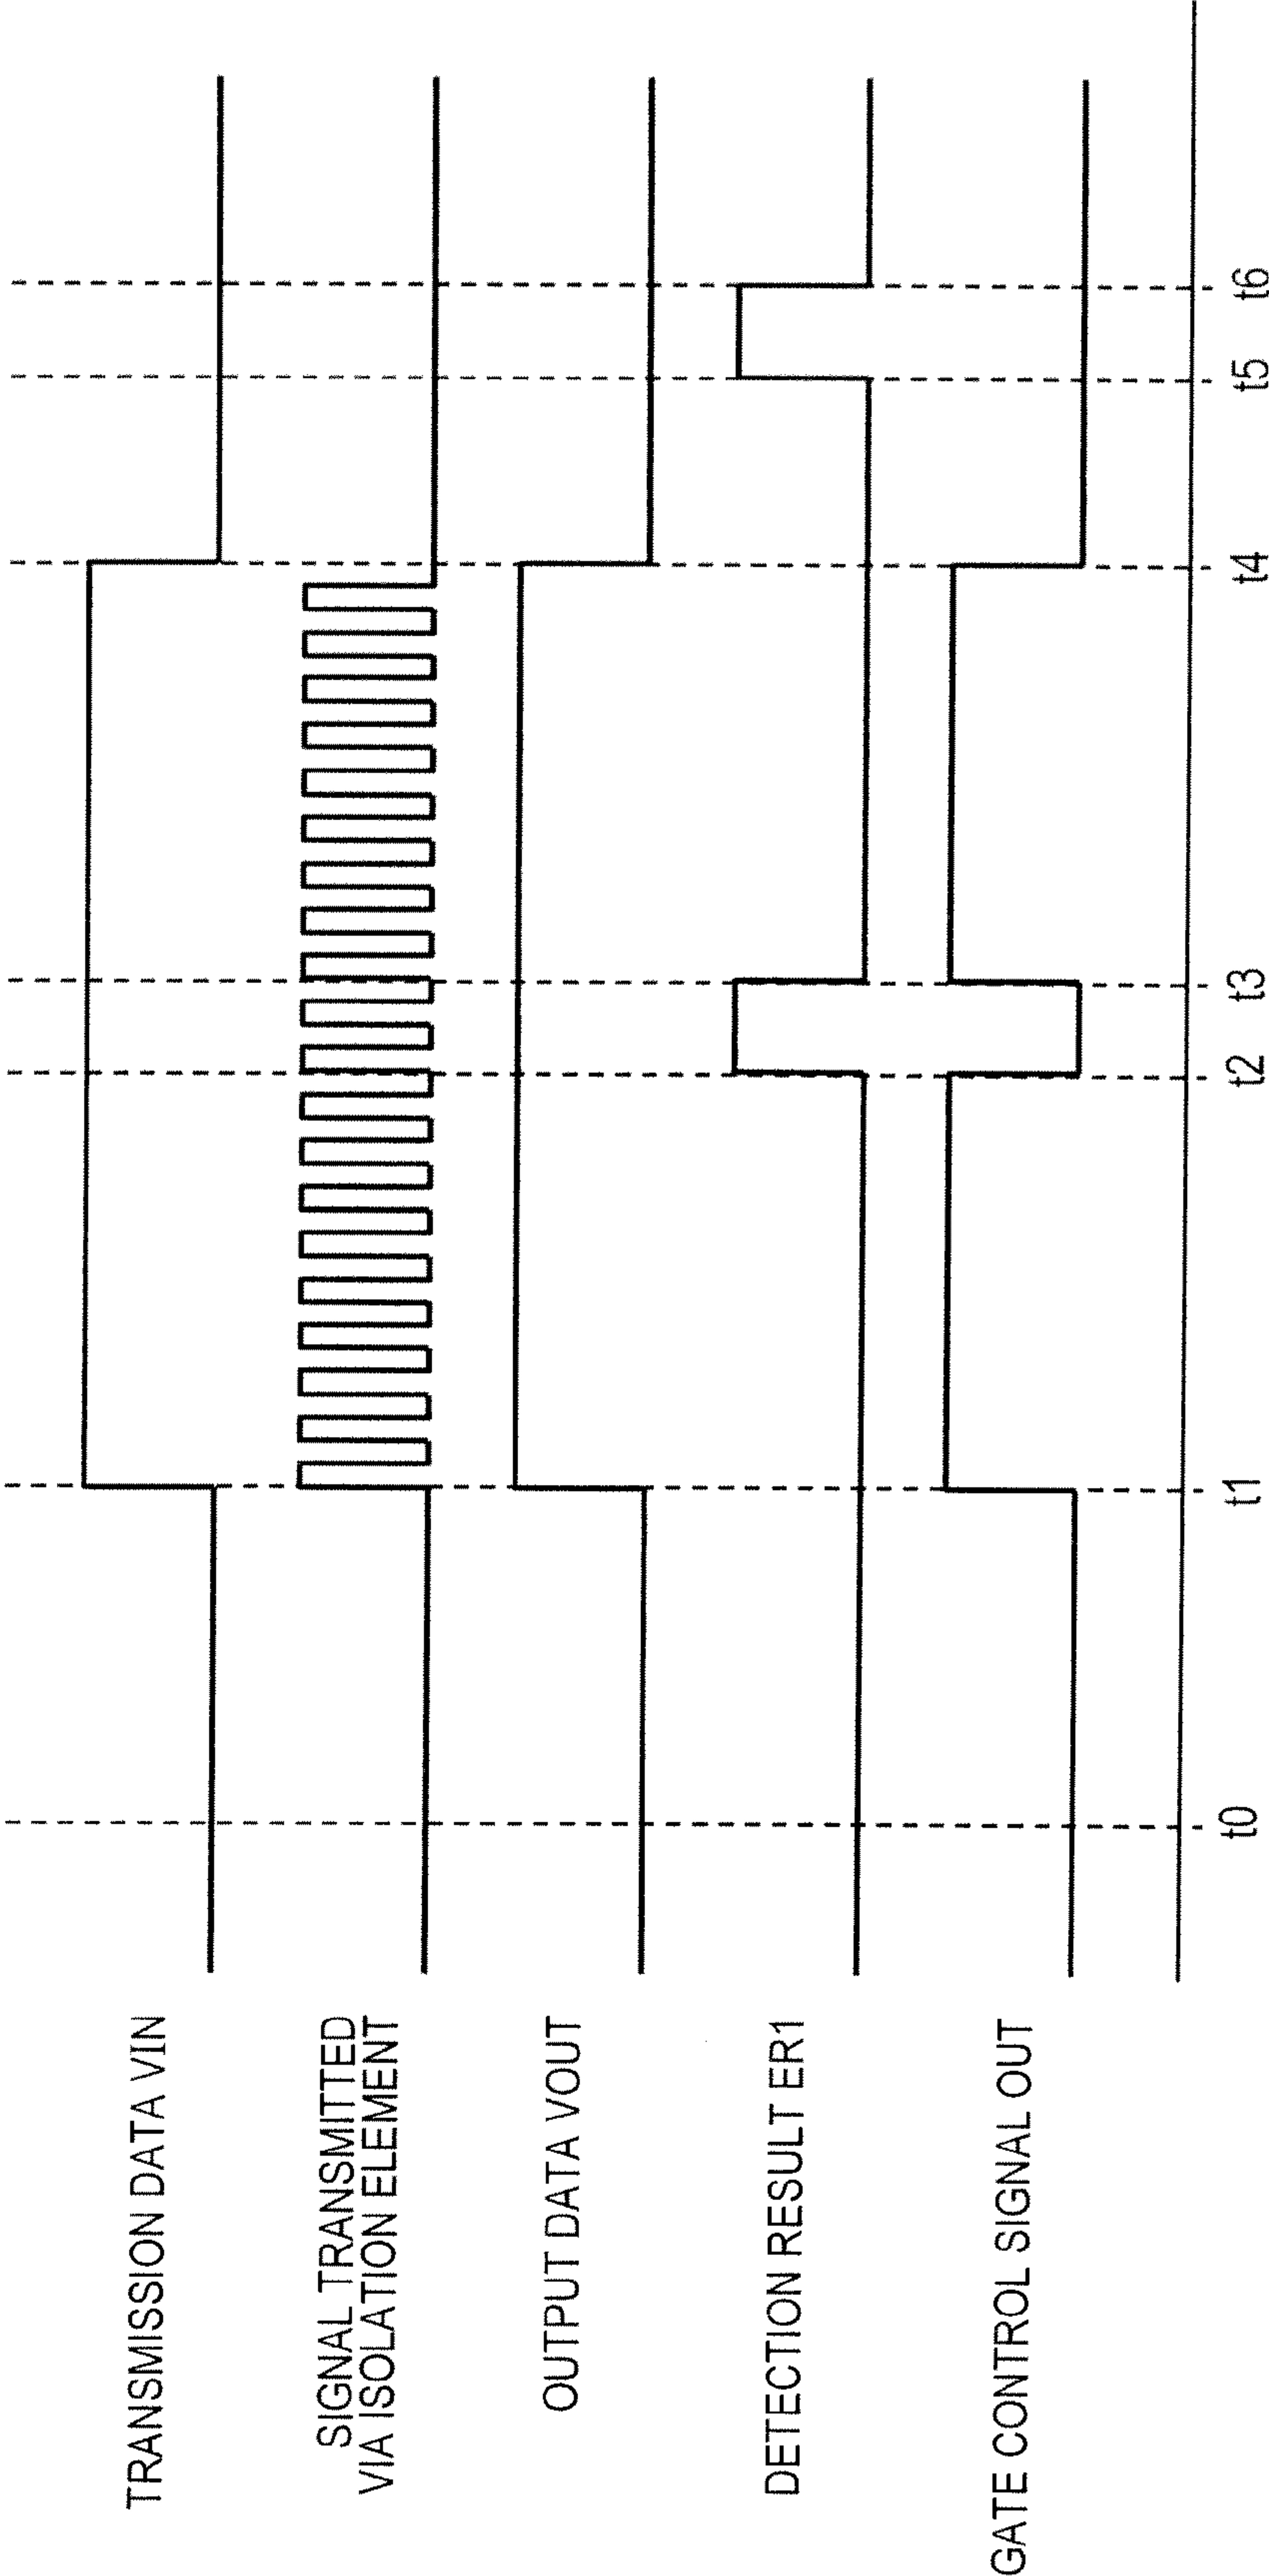 TRANSMISSION DATA VIN
SIGNAL TRANSMITTED
VIA ISOLATION ELEMENT
OUTPUT DATA VOUT
DETECTION RESULT ER1
GATE CONTROL SIGNAL OUT
t0
t1
t2
t3
t4
t5
t6